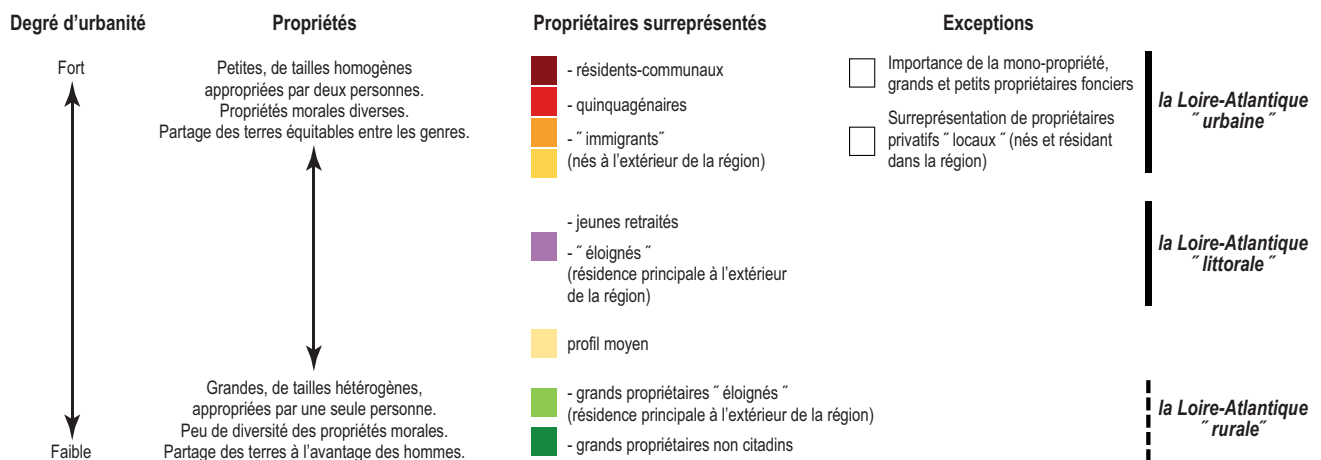 Degré d’urbanité
Propriétés
Propriétaires surreprésentés
Exceptions
Fort
Faible
Petites, de tailles homogènes
appropriées par deux personnes.
Propriétés morales diverses.
Partage des terres équitables entre les genres.
Grandes, de tailles hétérogènes,
appropriées par une seule personne.
Peu de diversité des propriétés morales.
Partage des terres à l’avantage des hommes.
- résidents-communaux
- quinquagénaires
- ˝ immigrants˝
(nés à l’extérieur de la région)
- jeunes retraités
- ˝ éloignés ˝
(résidence principale à l’extérieur
de la région)
profil moyen
- grands propriétaires ˝ éloignés ˝
(résidence principale à l’extérieur de la région)
- grands propriétaires non citadins
Importance de la mono-propriété,
grands et petits propriétaires fonciers
Surreprésentation de propriétaires
privatifs ˝ locaux ˝ (nés et résidant
dans la région)
la Loire-Atlantique
˝ urbaine ˝
la Loire-Atlantique
˝ littorale ˝
la Loire-Atlantique
˝ rurale˝